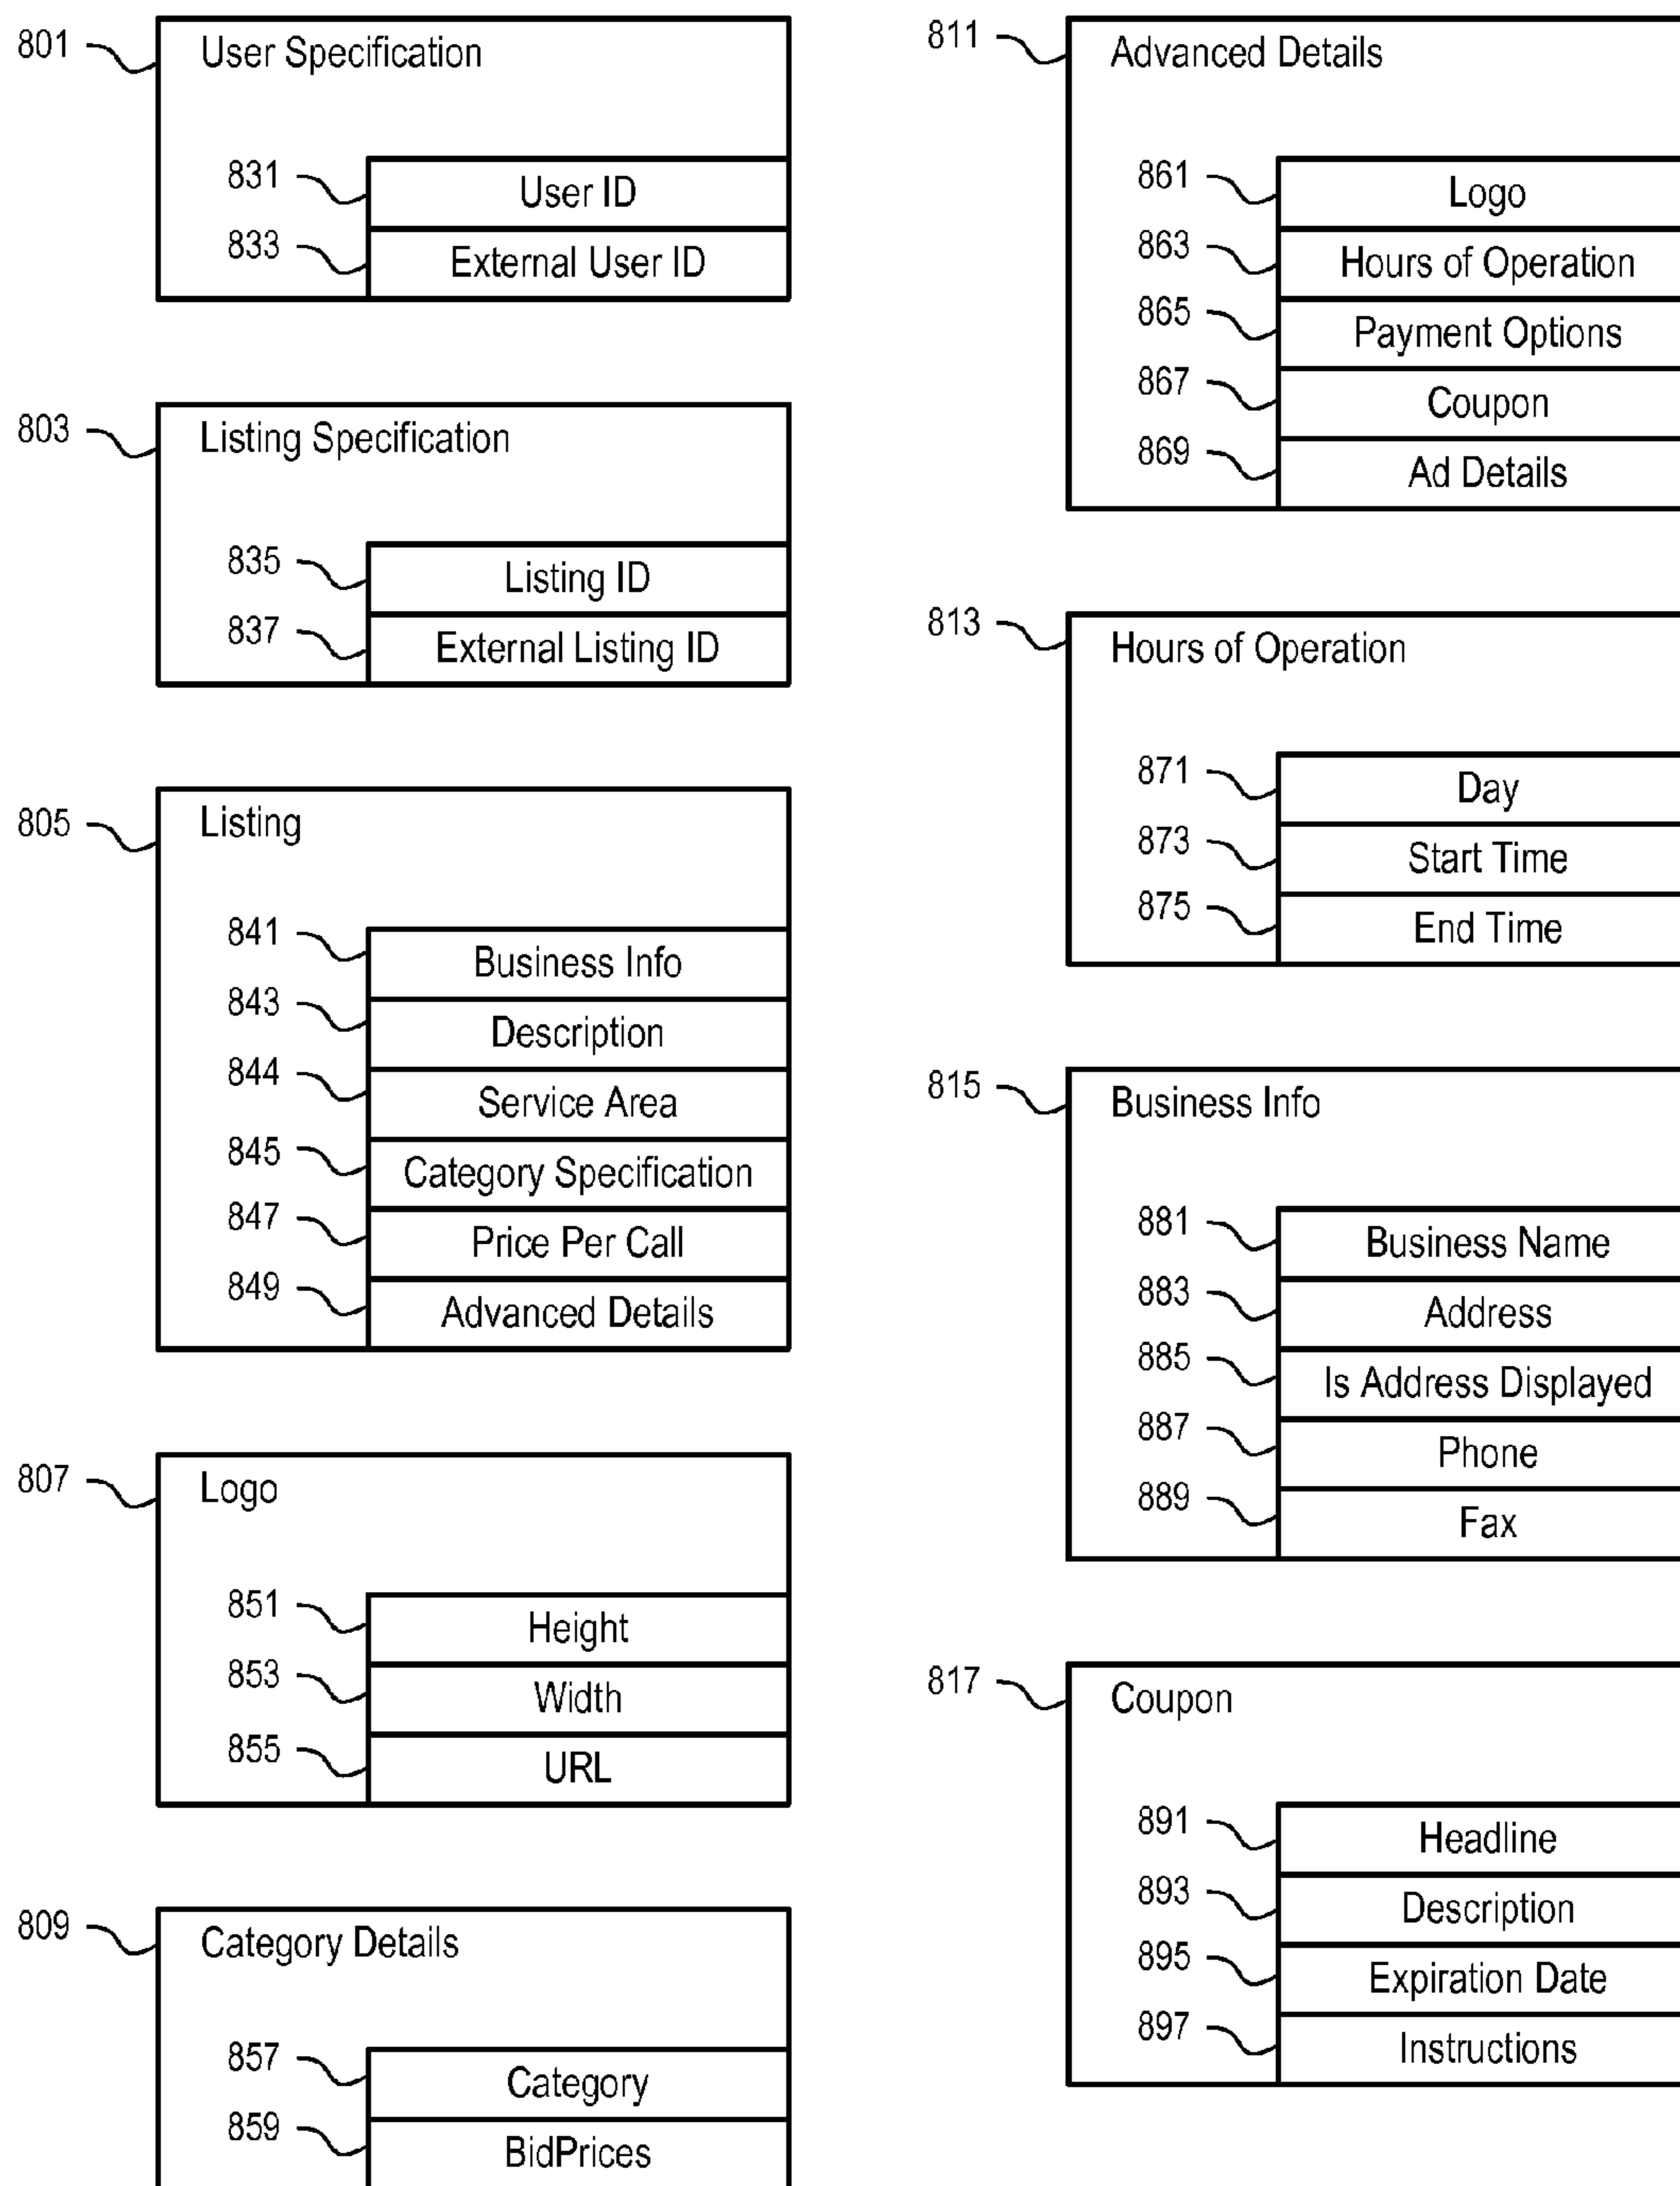 801 User Specification
831 User ID
833 External User ID
803 Listing Specification
835 Listing ID
837 External Listing ID
805 Listing
841 Business Info
843 Description
844 Service Area
845 Category Specification
847 Price Per Call
849 Advanced Details
807 Logo
851 Height
853 Width
855 URL
809 Category Details
857 Category
859 BidPrices
811 Advanced Details
861 Logo
863 Hours of Operation
865 Payment Options
867 Coupon
869 Ad Details
813 Hours of Operation
871 Day
873 Start Time
875 End Time
815 Business Info
881 Business Name
883 Address
885 Is Address Displayed
887 Phone
889 Fax
817 Coupon
891 Headline
893 Description
895 Expiration Date
897 Instructions